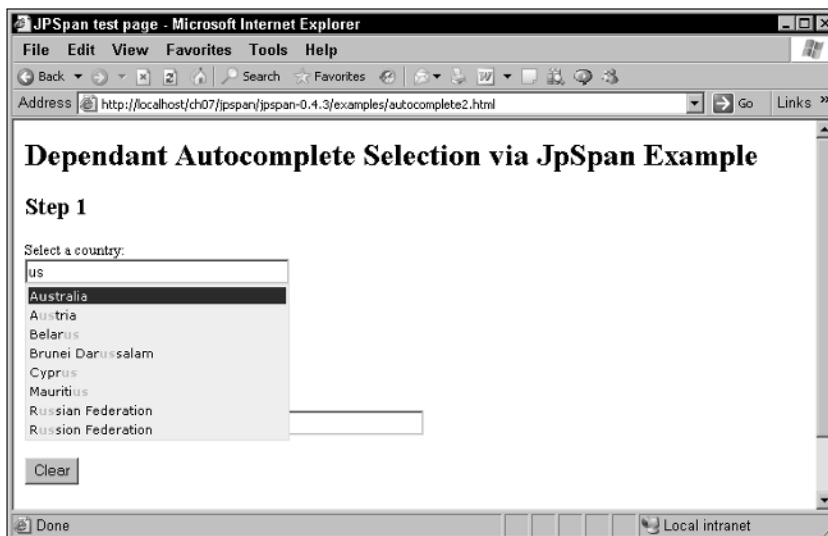 JPSpan test page - Microsoft Internet Explorer
File Edit View Favorites Tools Help
Back Search Favorites
Address http://localhost/ch07/jpspan/jpspan-0.4.3/examples/autocomplete2.html Go Links »
Dependant Autocomplete Selection via JpSpan Example
Step 1
Select a country:
us
Australia
Austria
Belarus
Brunei Darussalam
Cyprus
Mauritius
Russian Federation
Russion Federation
Clear
Done Local intranet